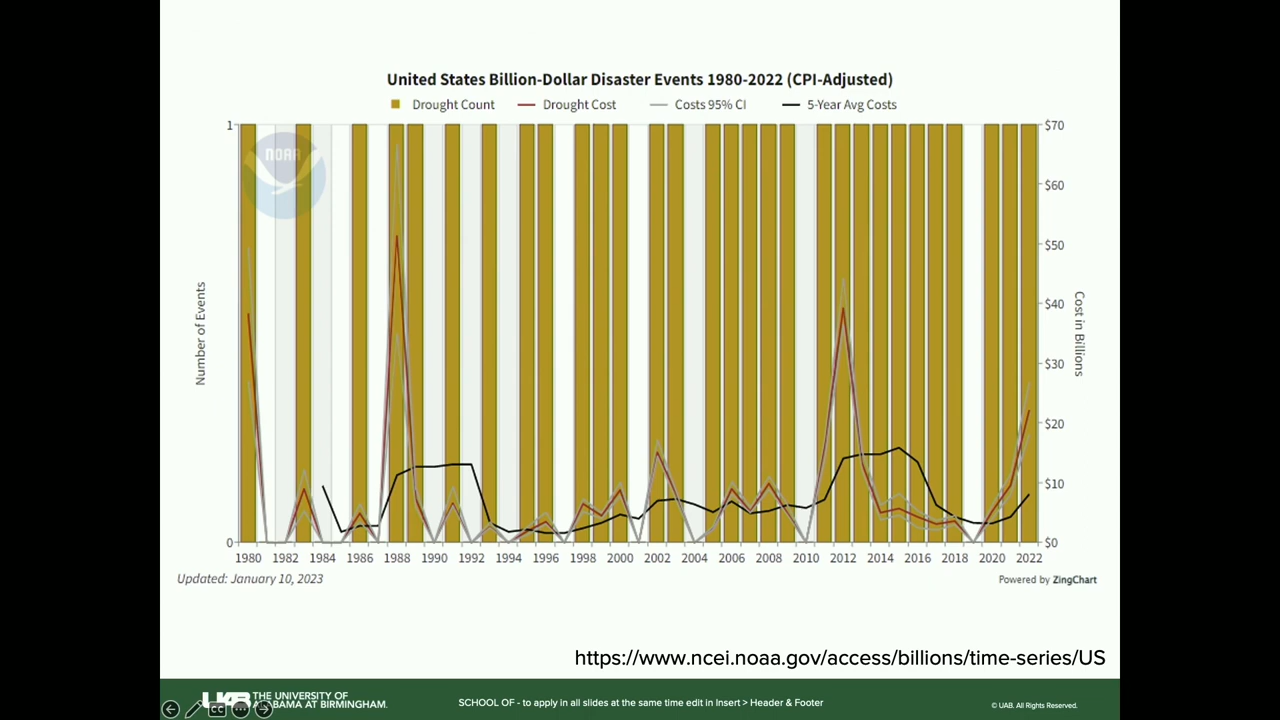 United States Billion-Dollar Disaster Events 1980-2022 (CPI-Adjusted)
Drought Count Drought Cost Costs 95% CI 5-Year Avg Costs
NOAA
1
0
Number of Events
$70
$60
$50
$40
$30
$20
$10
$0
Cost in Billions
1980 1982 1984 1986 1988 1990 1992 1994 1996 1998 2000 2002 2004 2006 2008 2010 2012 2014 2016 2018 2020 2022
Updated: January 10, 2023
Powered by ZingChart
https://www.ncei.noaa.gov/access/billions/time-series/US
UAB THE UNIVERSITY OF
ALABAMA AT BIRMINGHAM.
CC
SCHOOL OF - to apply in all slides at the same time edit in Insert > Header & Footer
© UAB. All Rights Reserved.